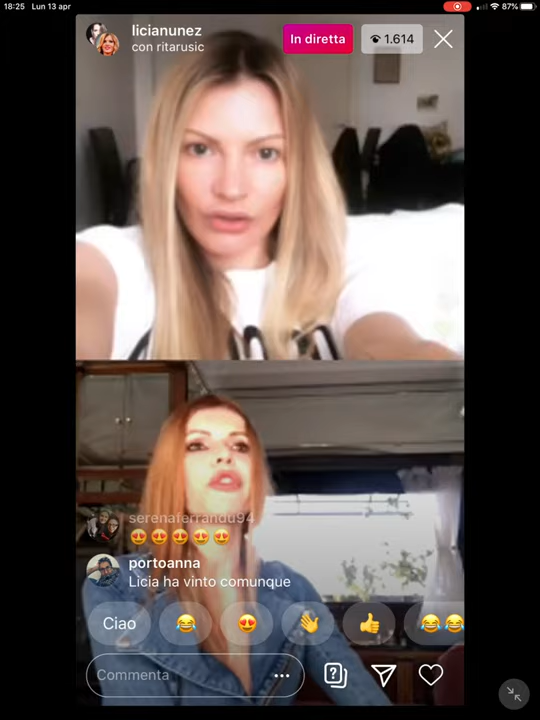 18:25 Lun 13 apr 87%
licianunez
con ritarusic
In diretta
1.614
serenaferrandu94
portoanna
Licia ha vinto comunque
Ciao
Commenta